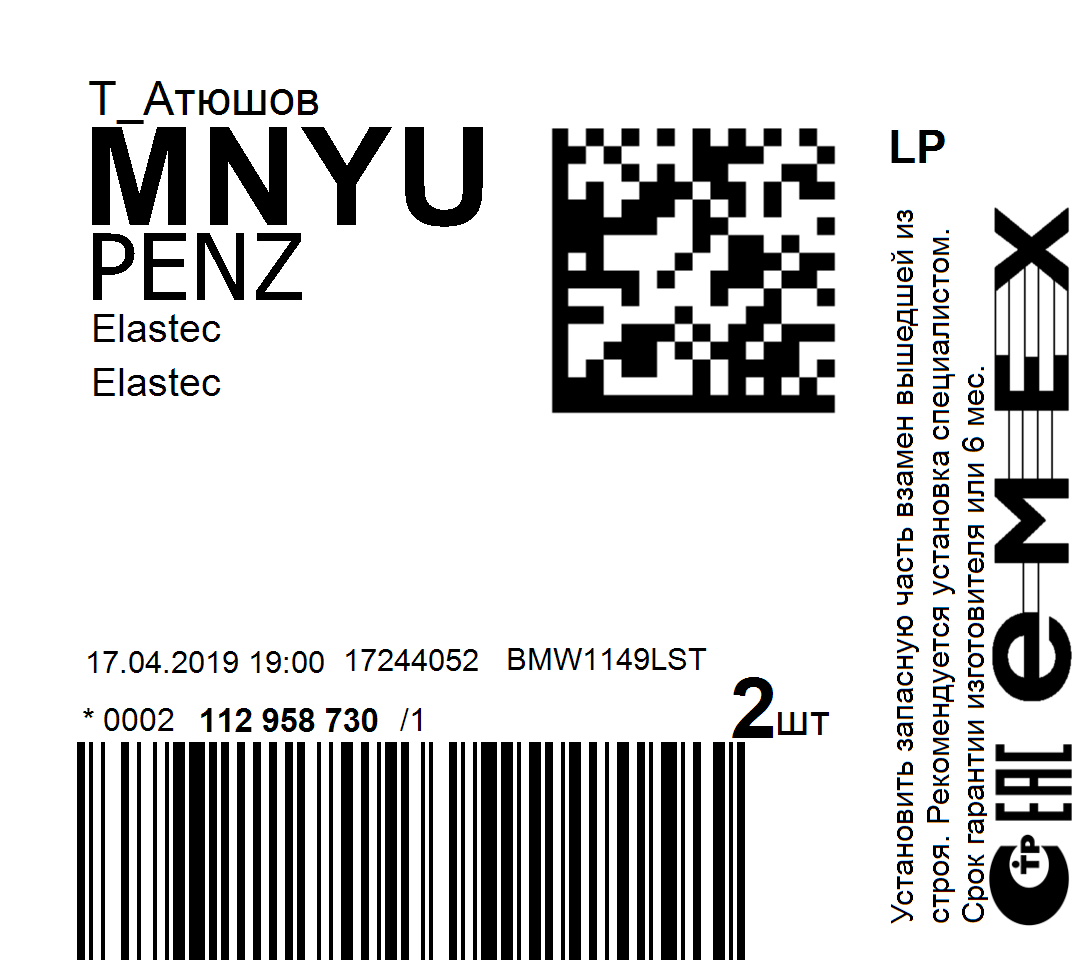 Т_Атюшов
MNYU
PENZ
Elastec
Elastec
17.04.2019 19:00 17244052 BMW1149LST
* 0002 112 958 730 /1
2шт
LP
Установить запасную часть взамен вышедшей из
строя. Рекомендуется установка специалистом.
Срок гарантии изготовителя или 6 мес.
eMEX
EAC
Стр